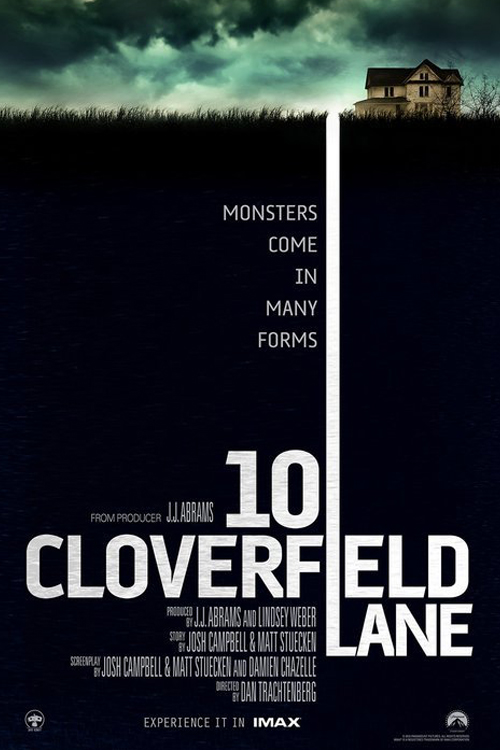 MONSTERS
COME
IN
MANY
FORMS
FROM PRODUCER J.J. ABRAMS
10
CLOVERFIELD
LANE
PRODUCED BY J.J. ABRAMS AND LINDSEY WEBER
STORY BY JOSH CAMPBELL & MATT STUECKEN
SCREENPLAY BY JOSH CAMPBELL & MATT STUECKEN AND DAMIEN CHAZELLE
DIRECTED BY DAN TRACHTENBERG
EXPERIENCE IT IN IMAX